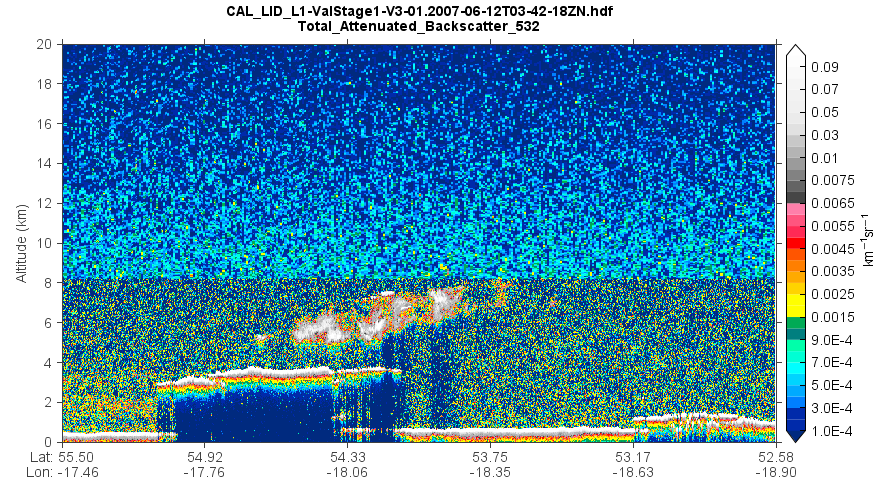 CAL_LID_L1-ValStage1-V3-01.2007-06-12T03-42-18ZN.hdf
Total_Attenuated_Backscatter_532
20
18
16
14
12
10
8
6
4
2
0
Altitude (km)
0.09
0.07
0.05
0.03
0.01
0.0075
0.0065
0.0055
0.0045
0.0035
0.0025
0.0015
9.0E-4
7.0E-4
5.0E-4
3.0E-4
1.0E-4
km⁻¹sr⁻¹
Lat: 55.50 54.92 54.33 53.75 53.17 52.58
Lon: -17.46 -17.76 -18.06 -18.35 -18.63 -18.90